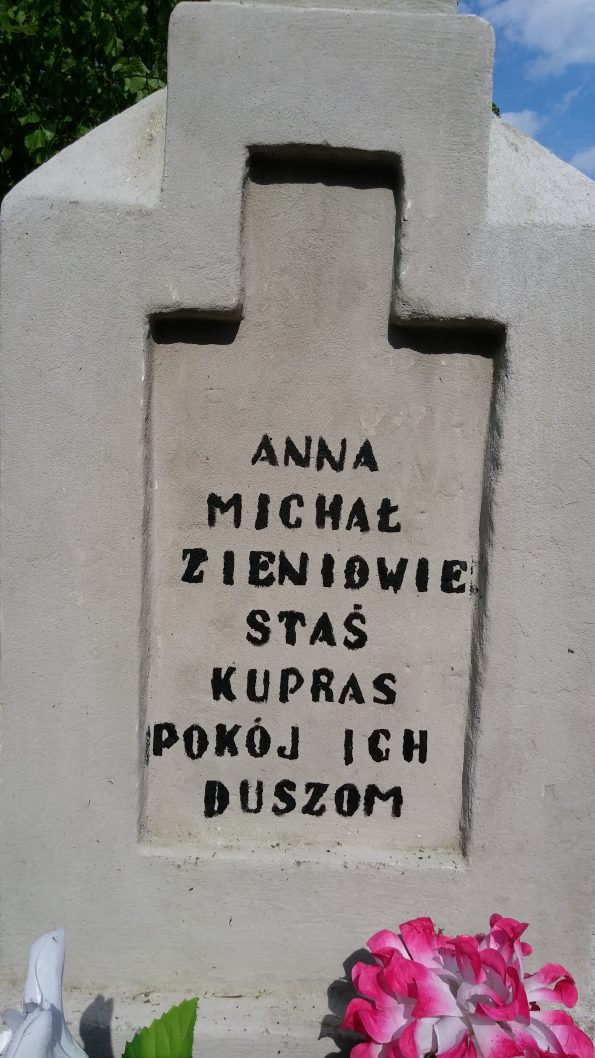 ANNA
MICHAŁ
ZIENIOWIE
STAŚ
KUPRAS
POKÓJ ICH
DUSZOM